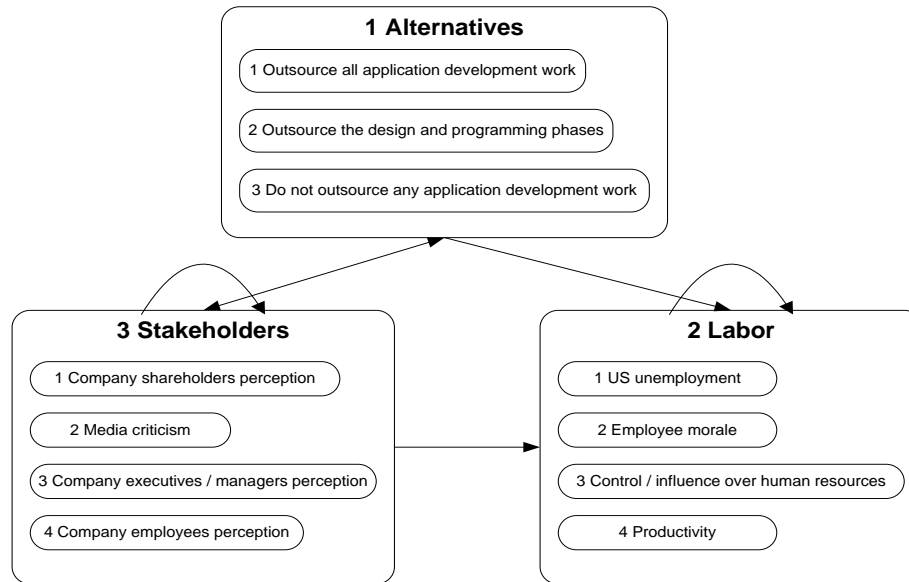 1 Alternatives
1 Outsource all application development work
2 Outsource the design and programming phases
3 Do not outsource any application development work
3 Stakeholders
1 Company shareholders perception
2 Media criticism
3 Company executives / managers perception
4 Company employees perception
2 Labor
1 US unemployment
2 Employee morale
3 Control / influence over human resources
4 Productivity